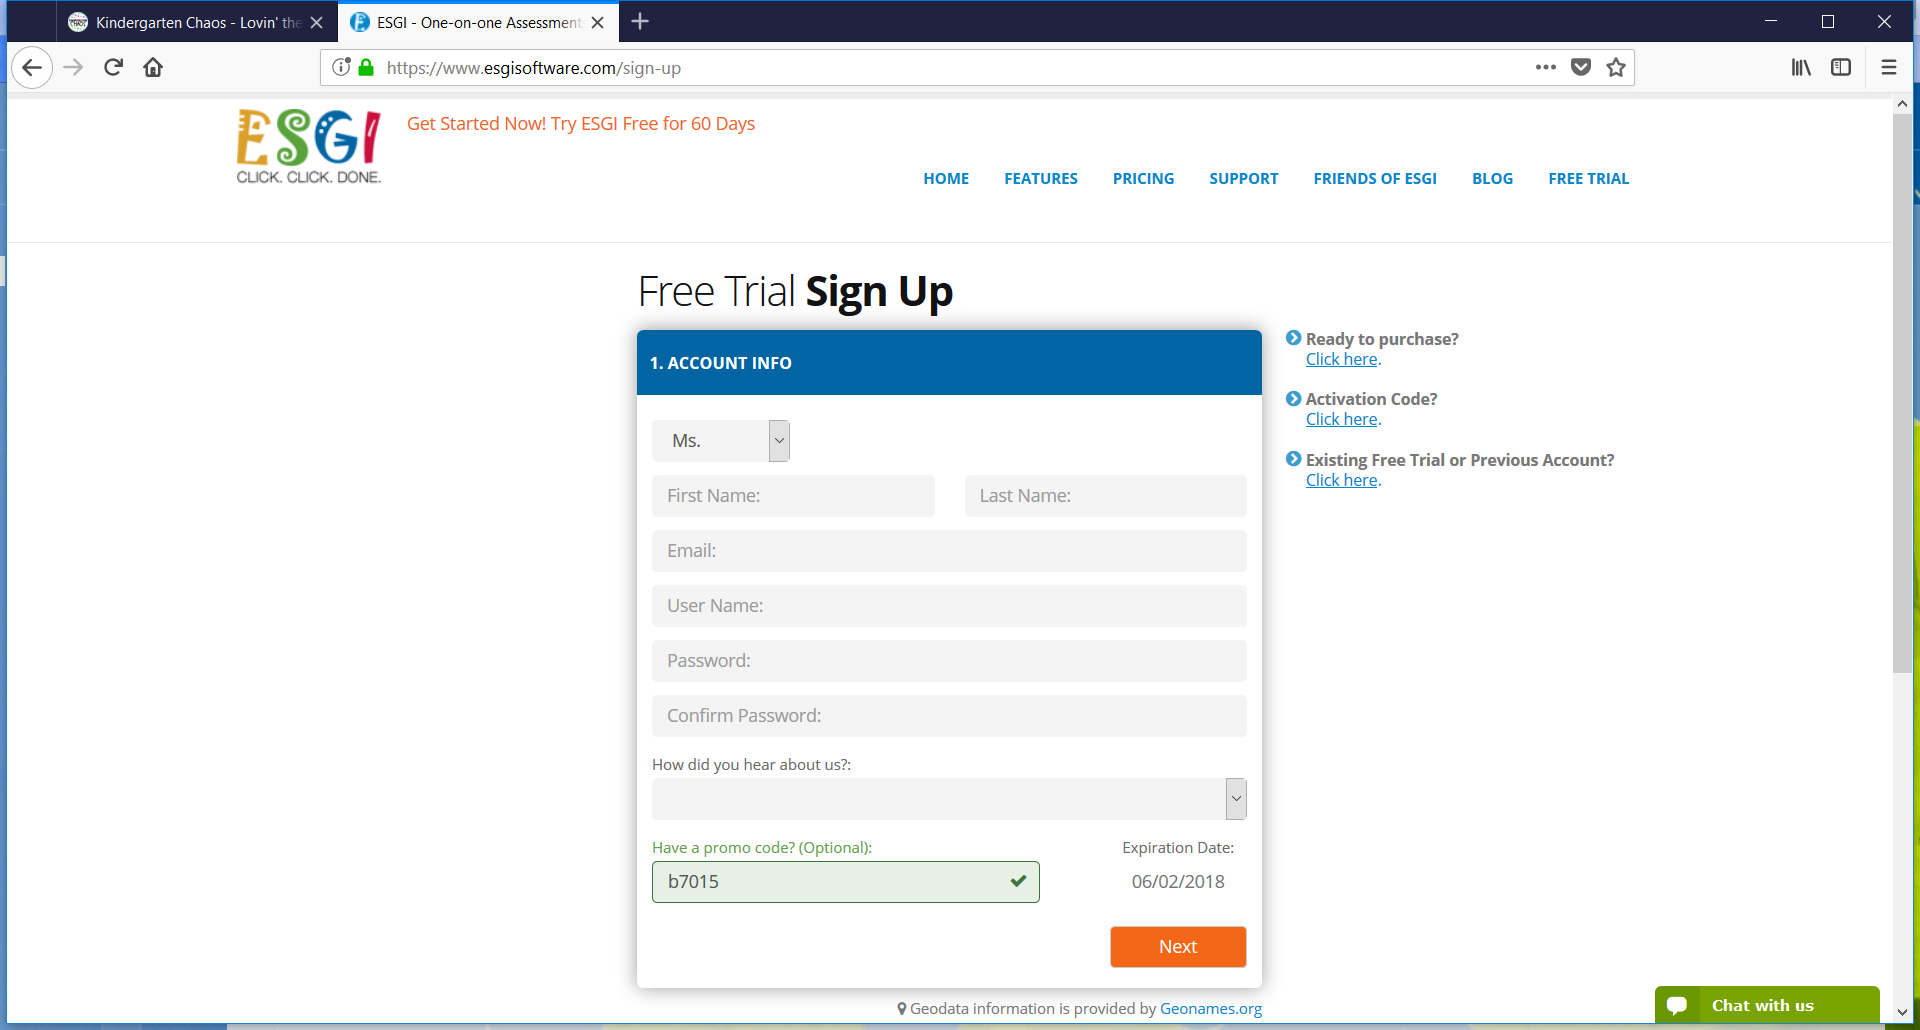 Kindergarten Chaos - Lovin' the
ESGI - One-on-one Assessment
https://www.esgisoftware.com/sign-up
ESGI
CLICK. CLICK. DONE.
Get Started Now! Try ESGI Free for 60 Days
HOME FEATURES PRICING SUPPORT FRIENDS OF ESGI BLOG FREE TRIAL
Free Trial Sign Up
1. ACCOUNT INFO
Ms.
First Name: Last Name:
Email:
User Name:
Password:
Confirm Password:
How did you hear about us?:
Have a promo code? (Optional): Expiration Date:
b7015 06/02/2018
Next
Ready to purchase?
Click here.
Activation Code?
Click here.
Existing Free Trial or Previous Account?
Click here.
Geodata information is provided by Geonames.org
Chat with us